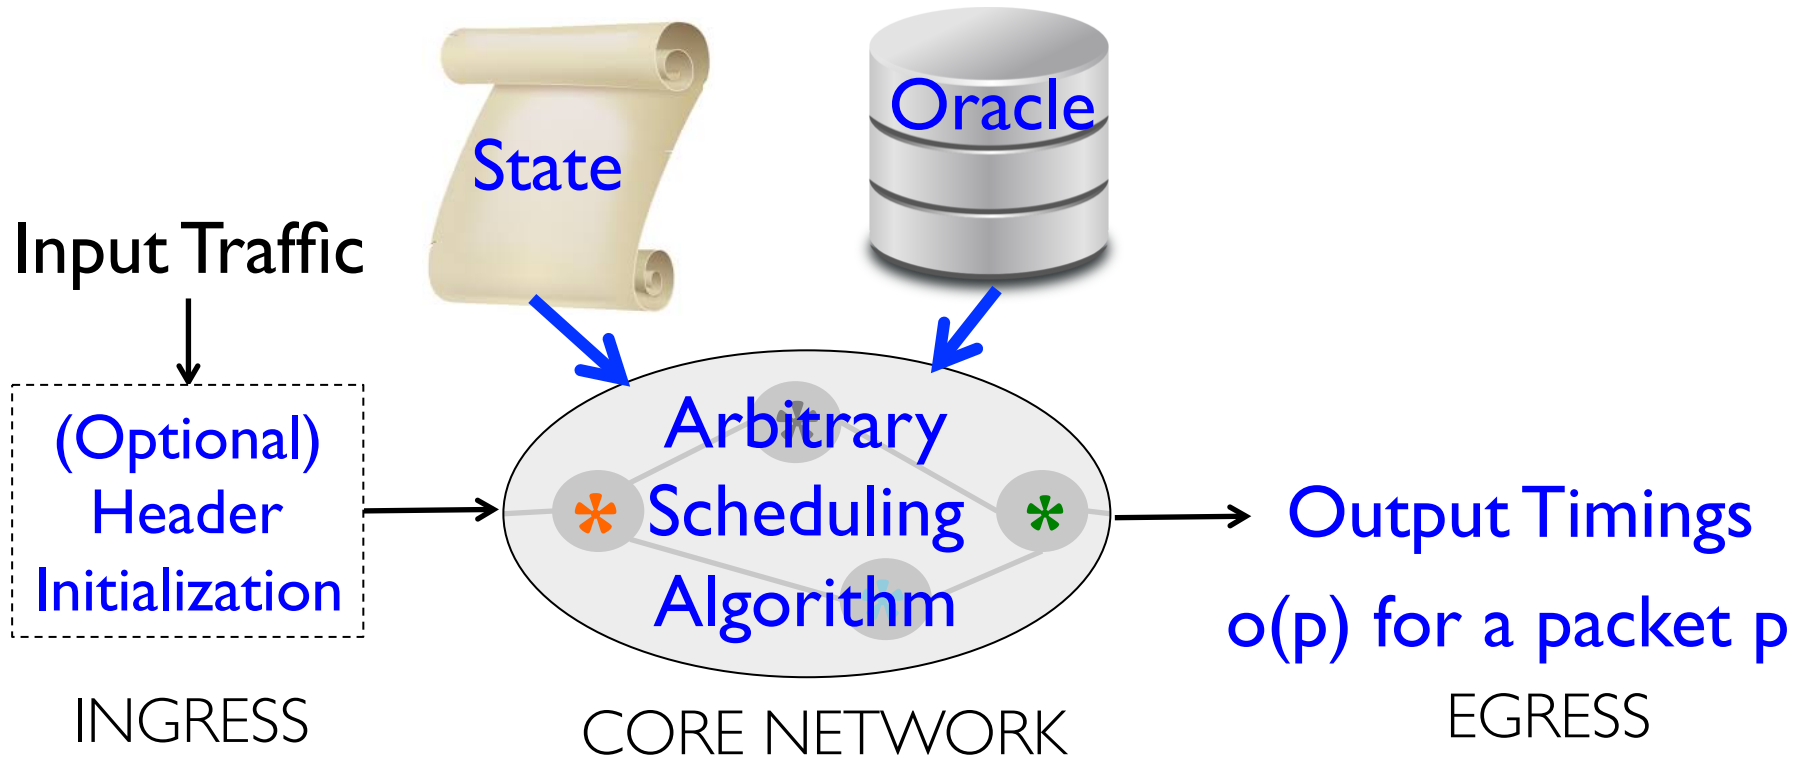 State
Oracle
Input Traffic
(Optional)
Header
Initialization
Arbitrary
* Scheduling *
Algorithm
Output Timings
o(p) for a packet p
INGRESS
CORE NETWORK
EGRESS